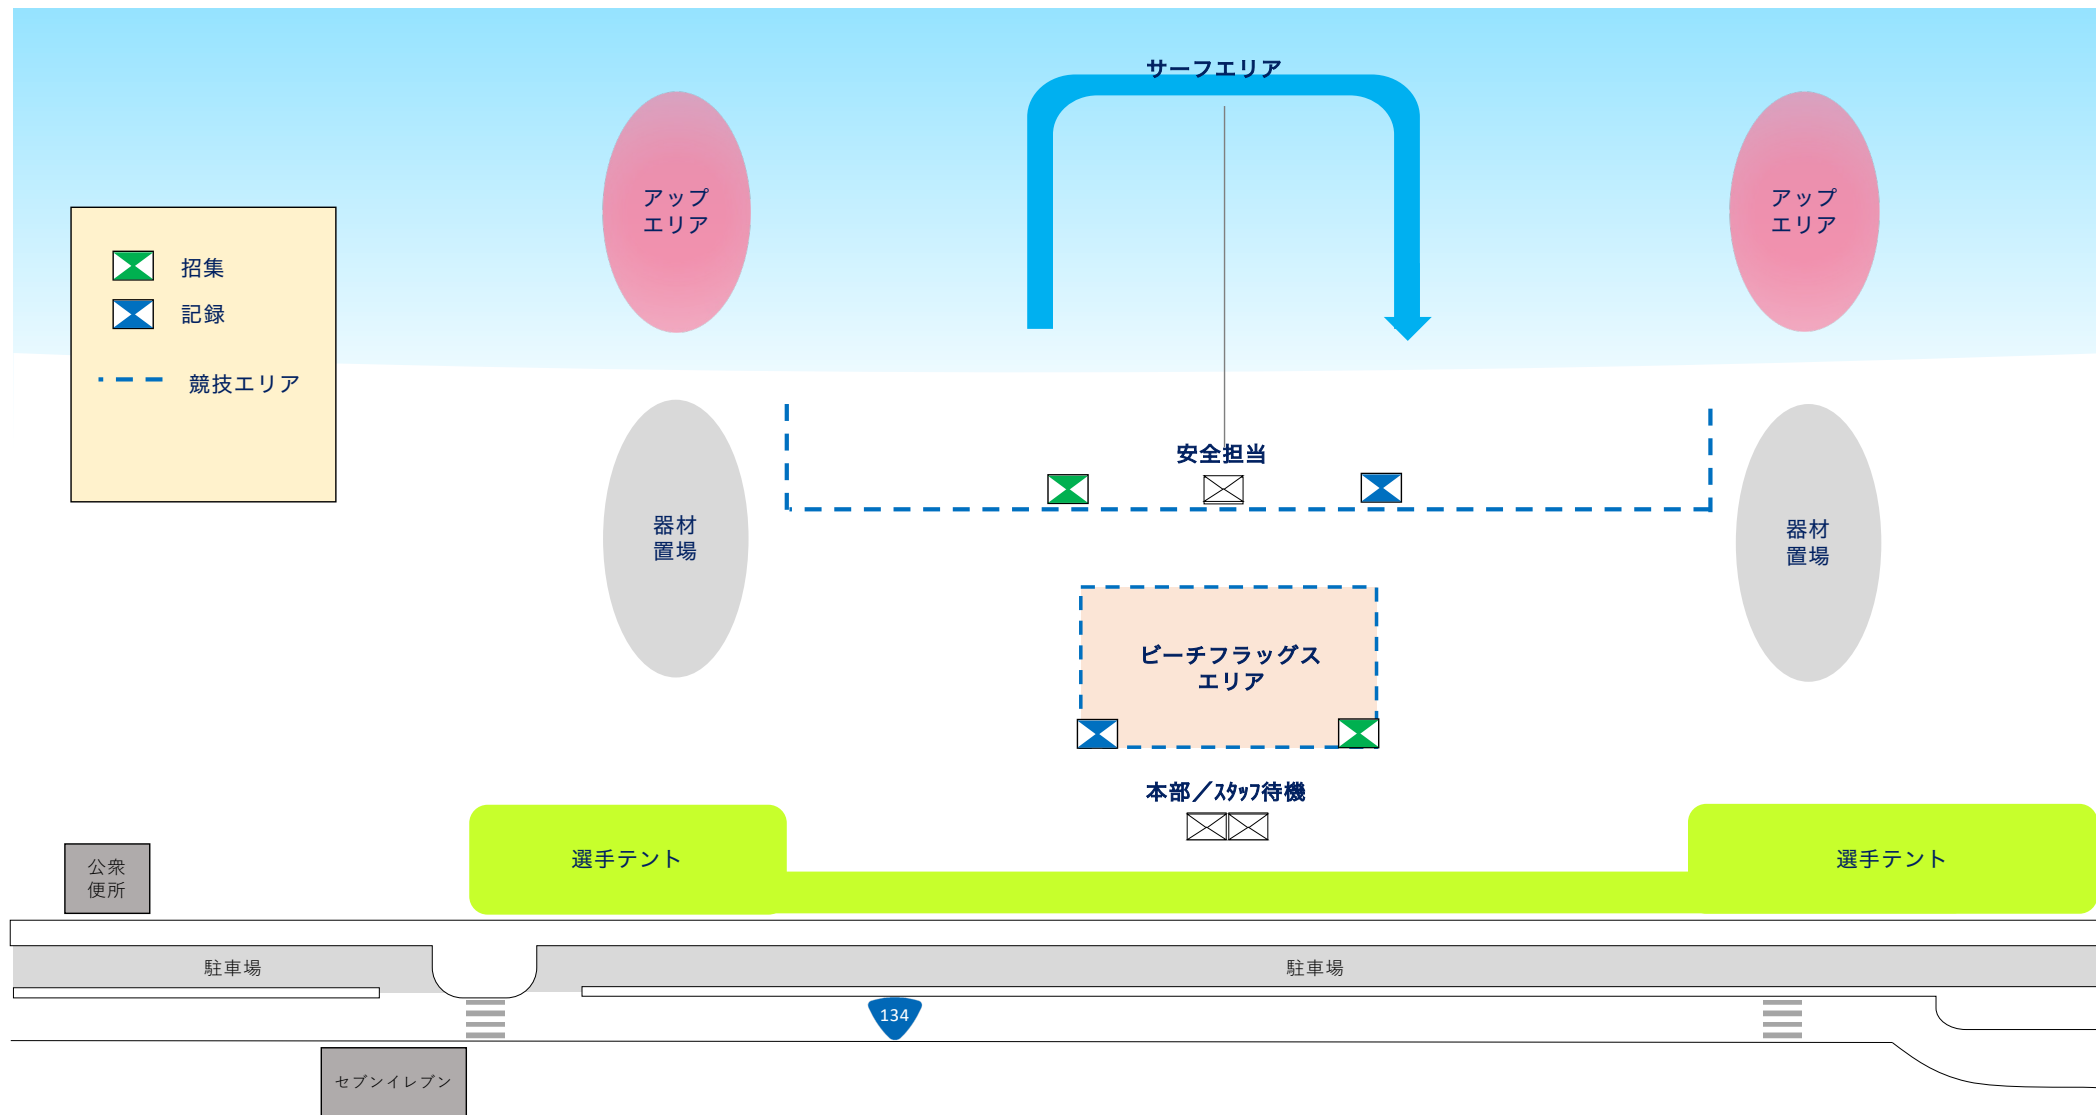 サーフエリア
アップ
エリア
アップ
エリア
招集
記録
競技エリア
安全担当
器材
置場
器材
置場
ビーチフラッグス
エリア
本部／ｽﾀｯﾌ待機
選手テント
選手テント
公衆
便所
駐車場
駐車場
134
セブンイレブン